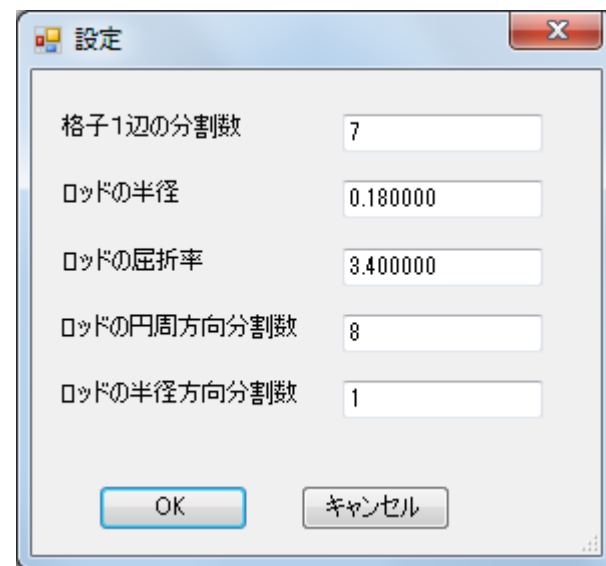 設定
格子1辺の分割数 7
ロッドの半径 0.180000
ロッドの屈折率 3.400000
ロッドの円周方向分割数 8
ロッドの半径方向分割数 1
OK キャンセル